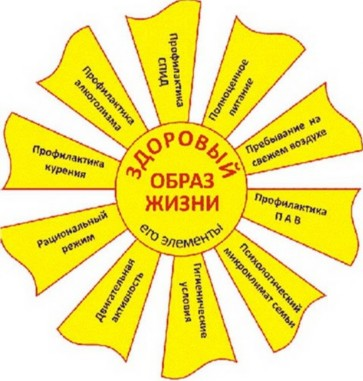 ЗДОРОВЫЙ
ОБРАЗ
ЖИЗНИ
его элементы
Профилактика
СПИД
Полноценное
питание
Пребывание на
свежем воздухе
Профилактика
П А В
Психологический
микроклимат семьи
Гигиенические
условия
Двигательная
активность
Рациональный
режим
Профилактика
курения
Профилактика
алкоголизма